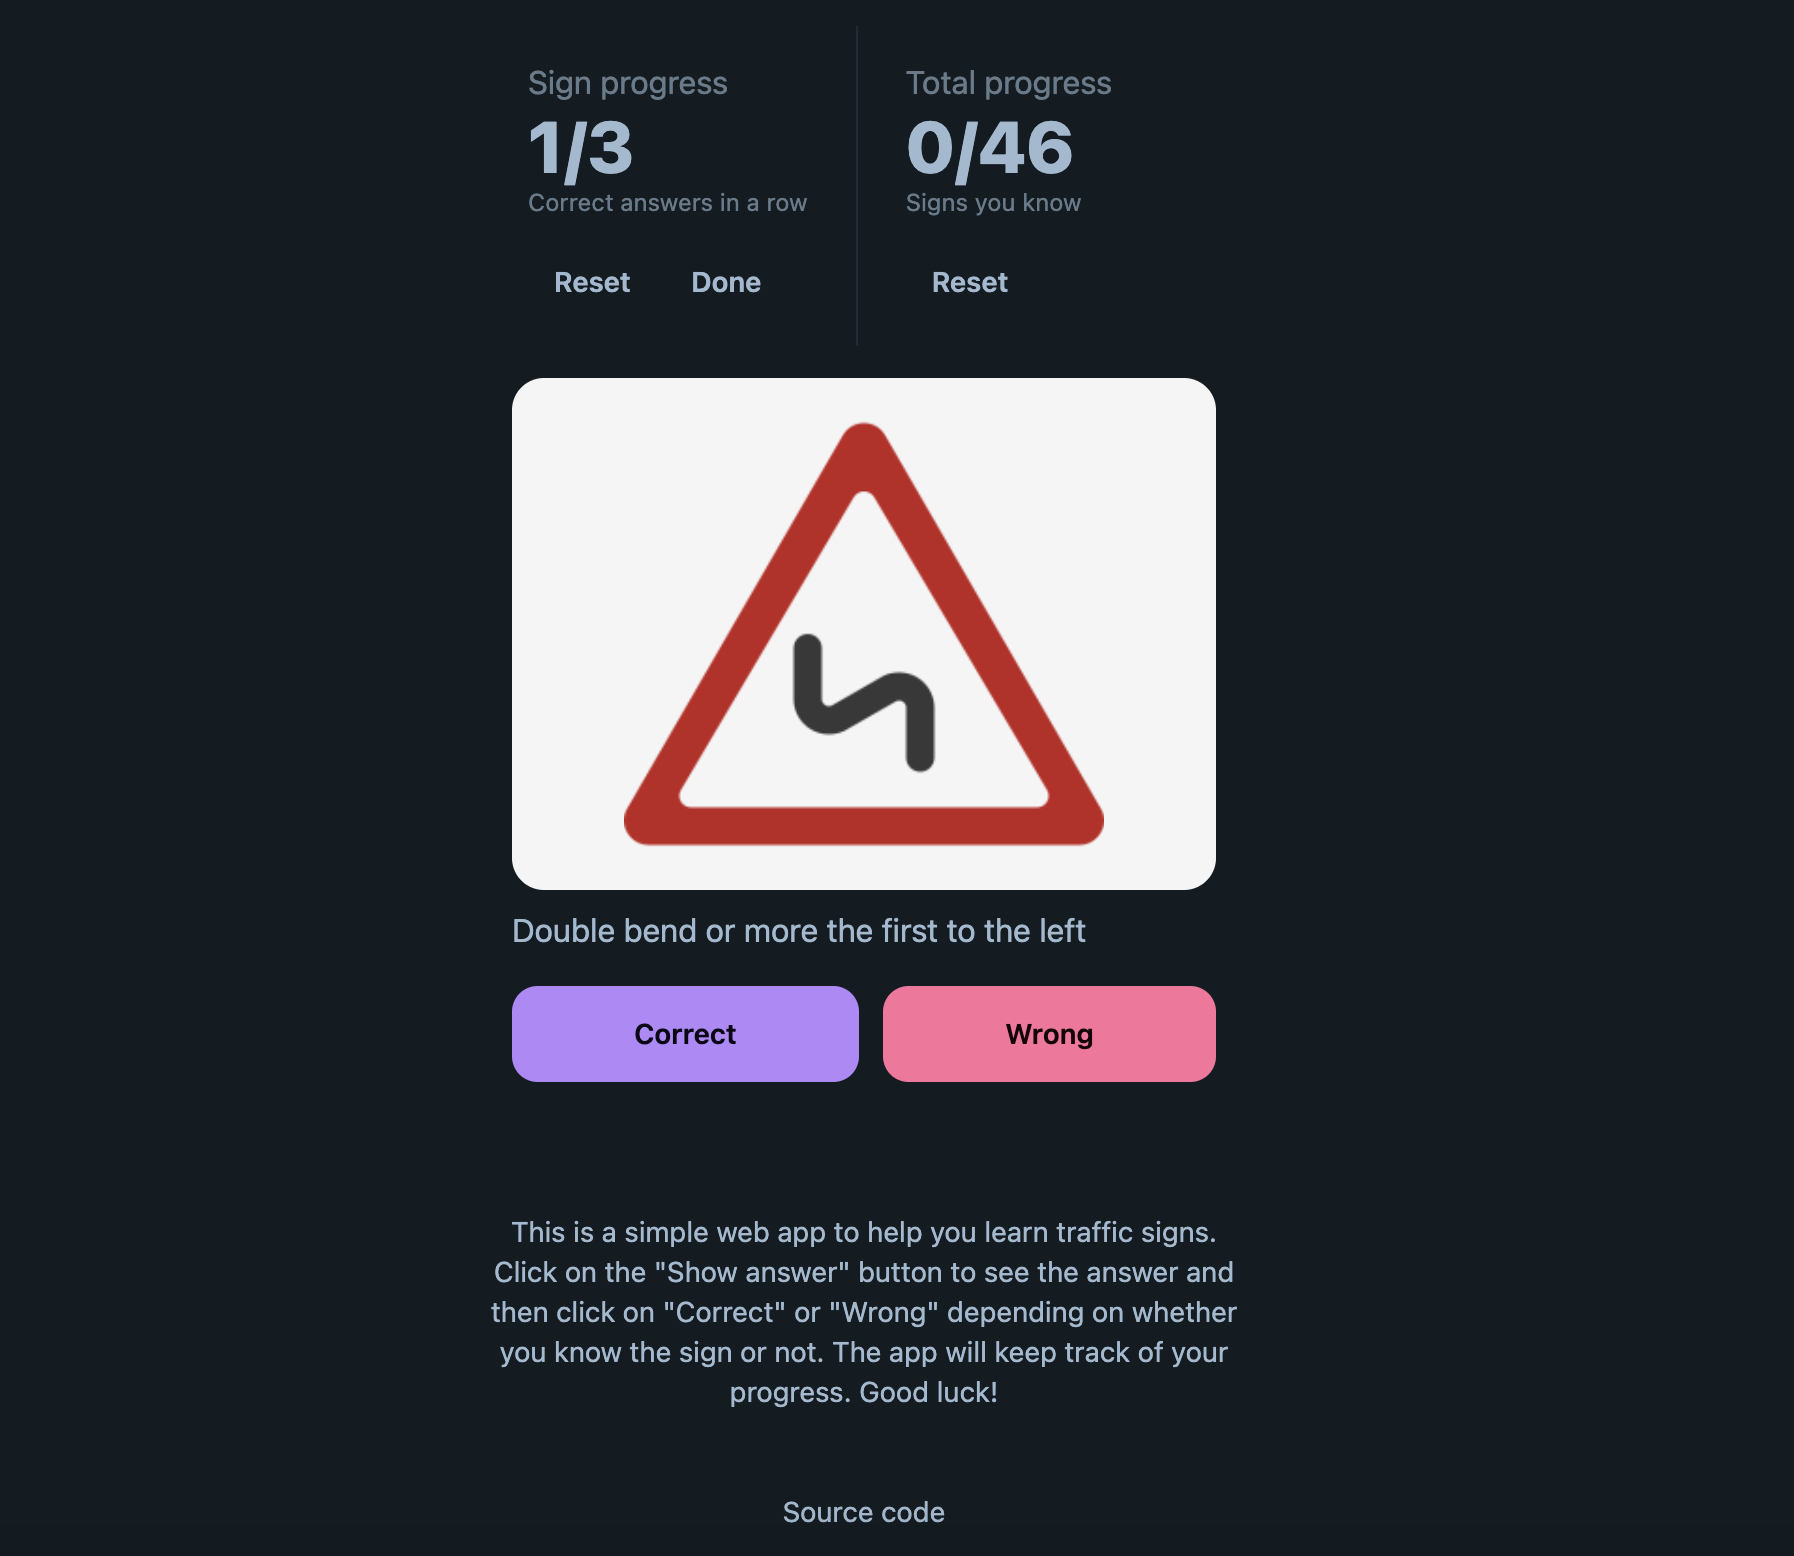 Sign progress
1/3
Correct answers in a row
Reset
Done
Total progress
0/46
Signs you know
Reset
Double bend or more the first to the left
Correct
Wrong
This is a simple web app to help you learn traffic signs.
Click on the "Show answer" button to see the answer and
then click on "Correct" or "Wrong" depending on whether
you know the sign or not. The app will keep track of your
progress. Good luck!
Source code